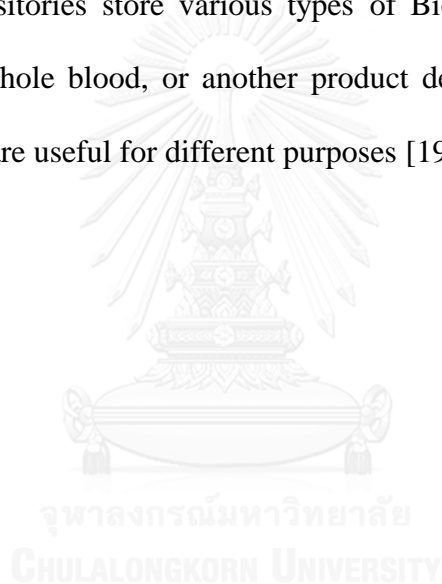 sitories store various types of Bio
hole blood, or another product de
re useful for different purposes [19
จุฬาลงกรณ์มหาวิทยาลัย
CHULALONGKORN UNIVERSITY